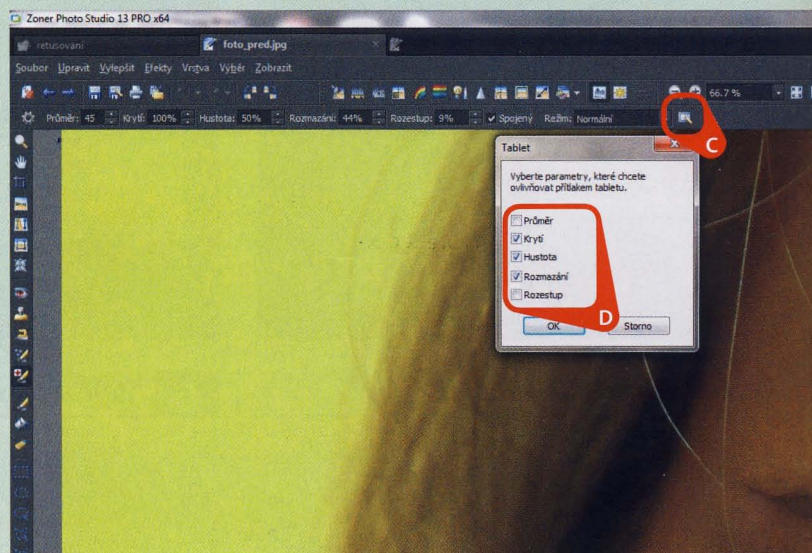 Zoner Photo Studio 13 PRO x64
retusovani
foto_pred.jpg
Soubor Upravit Vylepšit Efekty Vrstva Výběr Zobrazit
66.7 %
Průměr: 45 Krytí: 100% Hustota: 50% Rozmazání: 44% Rozestup: 9% Spojený Režim: Normální
C
Tablet
Vyberte parametry, které chcete
ovlivňovat přítlakem tabletu.
Průměr
Krytí
Hustota
Rozmazání
Rozestup
D
OK Storno